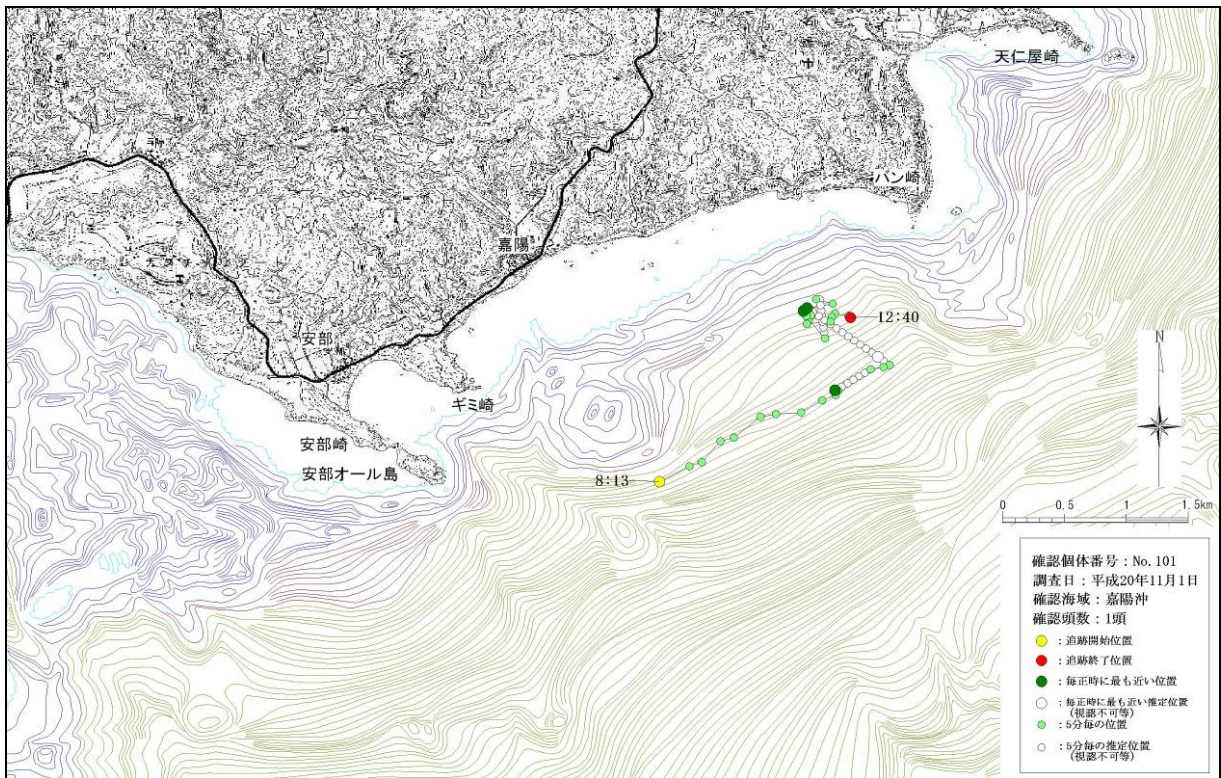 天仁屋崎
バン崎
嘉陽
安部
ギミ崎
安部崎
安部オール島
12:40
8:13
N
0 0.5 1 1.5km
確認個体番号：No.101
調査日：平成20年11月1日
確認海域：嘉陽沖
確認頭数：1頭
：追跡開始位置
：追跡終了位置
：毎正時に最も近い位置
：毎正時に最も近い推定位置
(視認不可等)
：5分毎の位置
：5分毎の推定位置
(視認不可等)